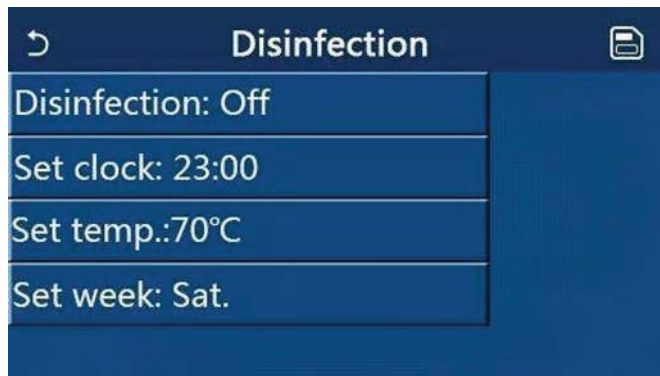 Disinfection
Disinfection: Off
Set clock: 23:00
Set temp.:70℃
Set week: Sat.